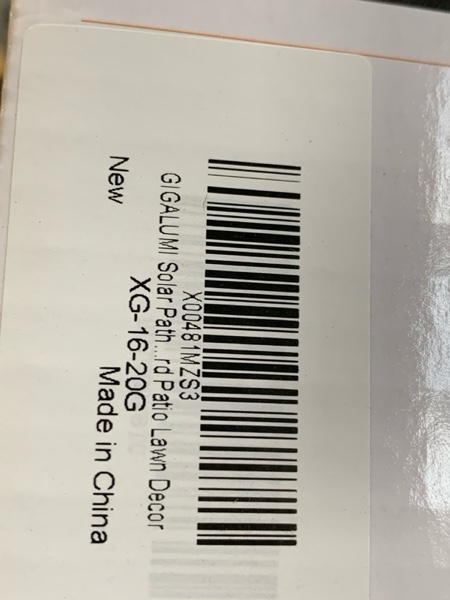 X00481MZS3
GIGALUMI Solar Path...rd Patio Lawn Decor
New
XG-16-20G
Made in China